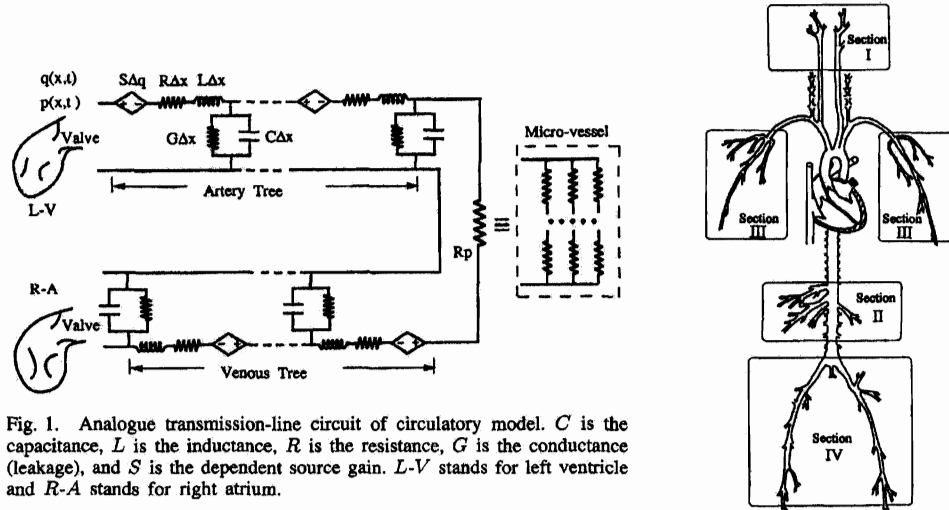 q(x,t)
p(x,t)
SΔq RΔx LΔx
Valve
GΔx CΔx
L-V
Artery Tree
Rp
≡
Micro-vessel
R-A
Valve
Venous Tree
Fig. 1. Analogue transmission-line circuit of circulatory model. C is the
capacitance, L is the inductance, R is the resistance, G is the conductance
(leakage), and S is the dependent source gain. L-V stands for left ventricle
and R-A stands for right atrium.
Section
I
Section
III
Section
III
Section
II
Section
IV